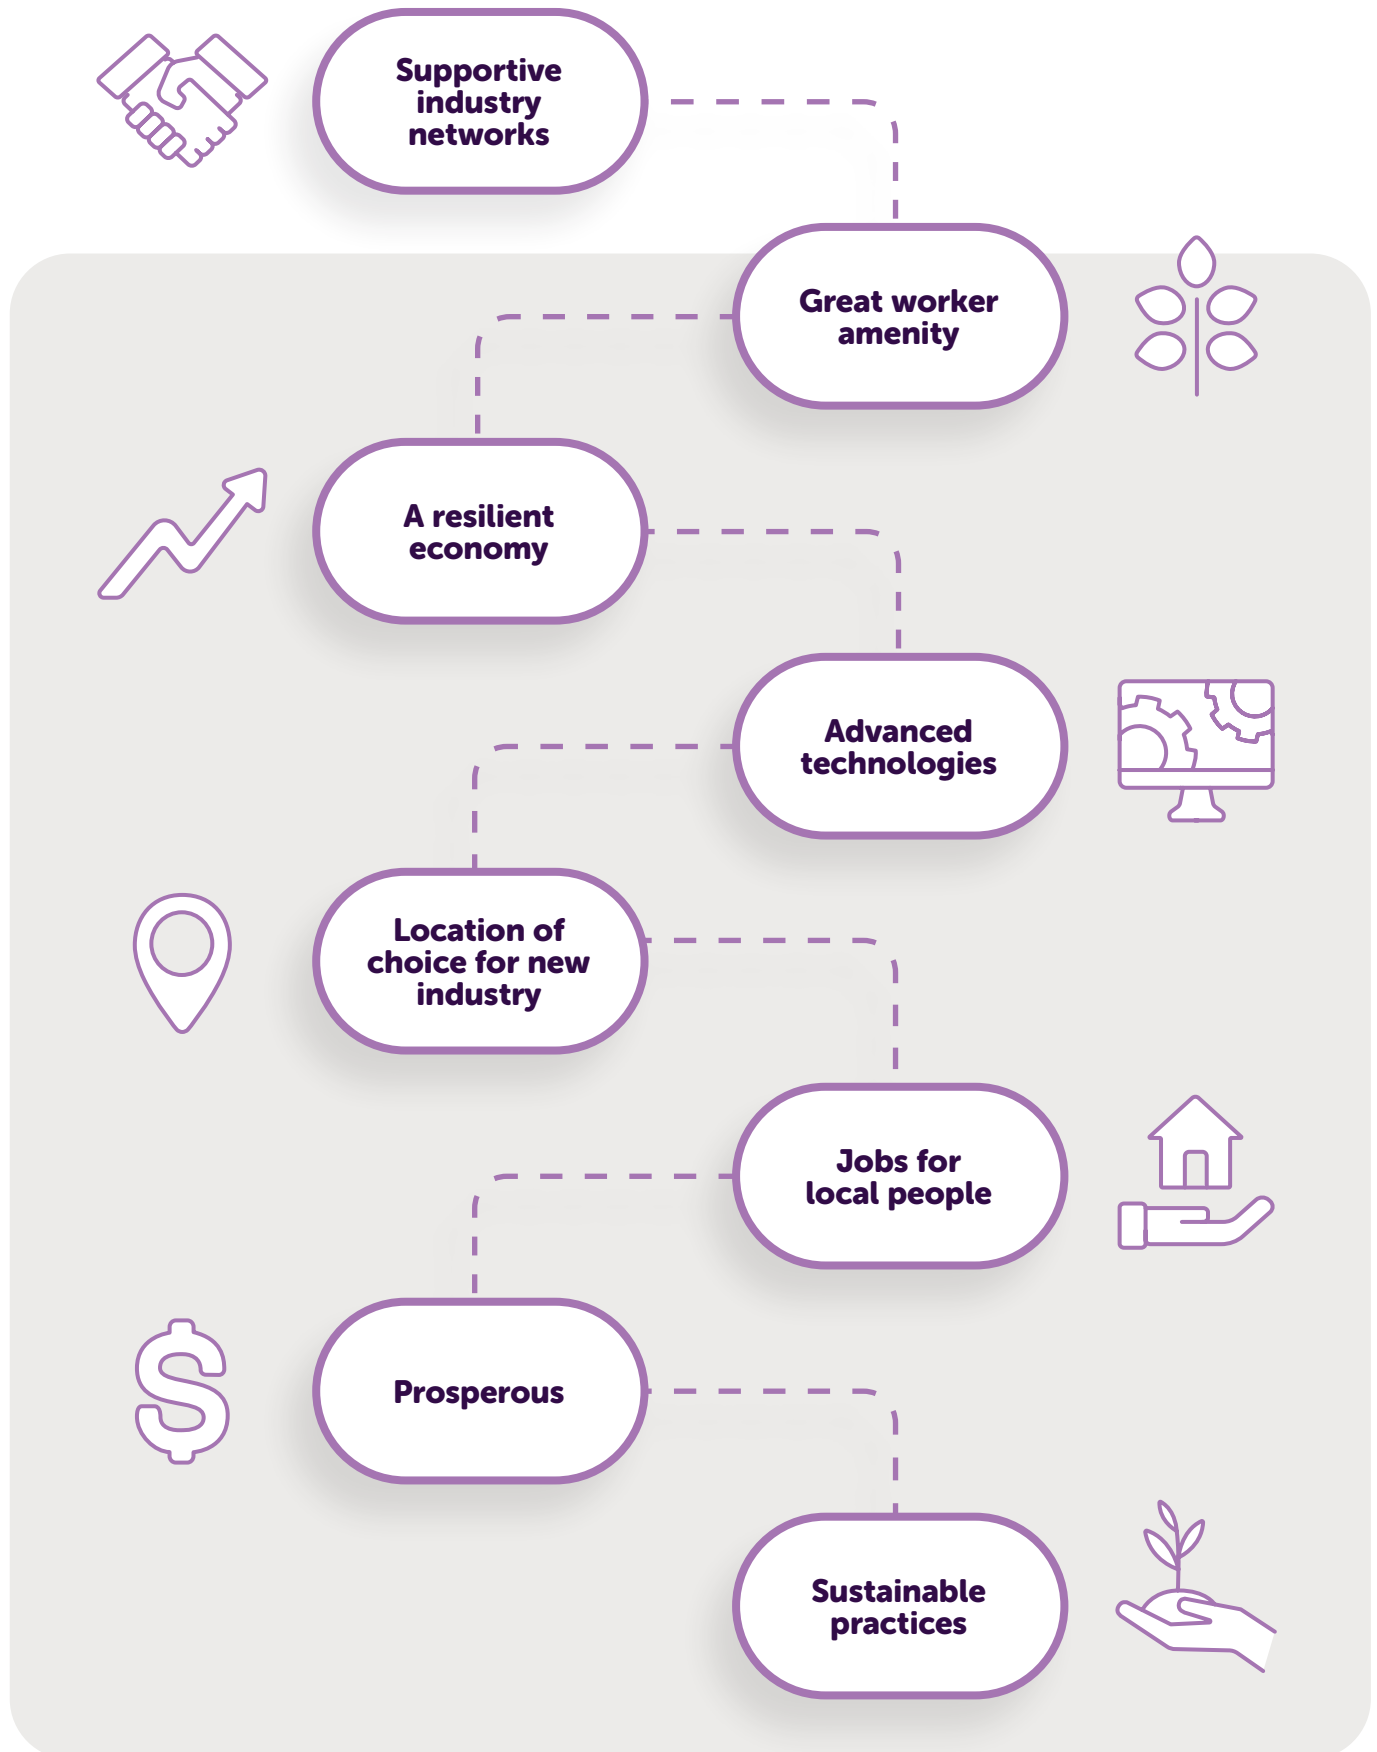 Supportive
industry
networks
Great worker
amenity
A resilient
economy
Advanced
technologies
Location of
choice for new
industry
Jobs for
local people
Prosperous
Sustainable
practices